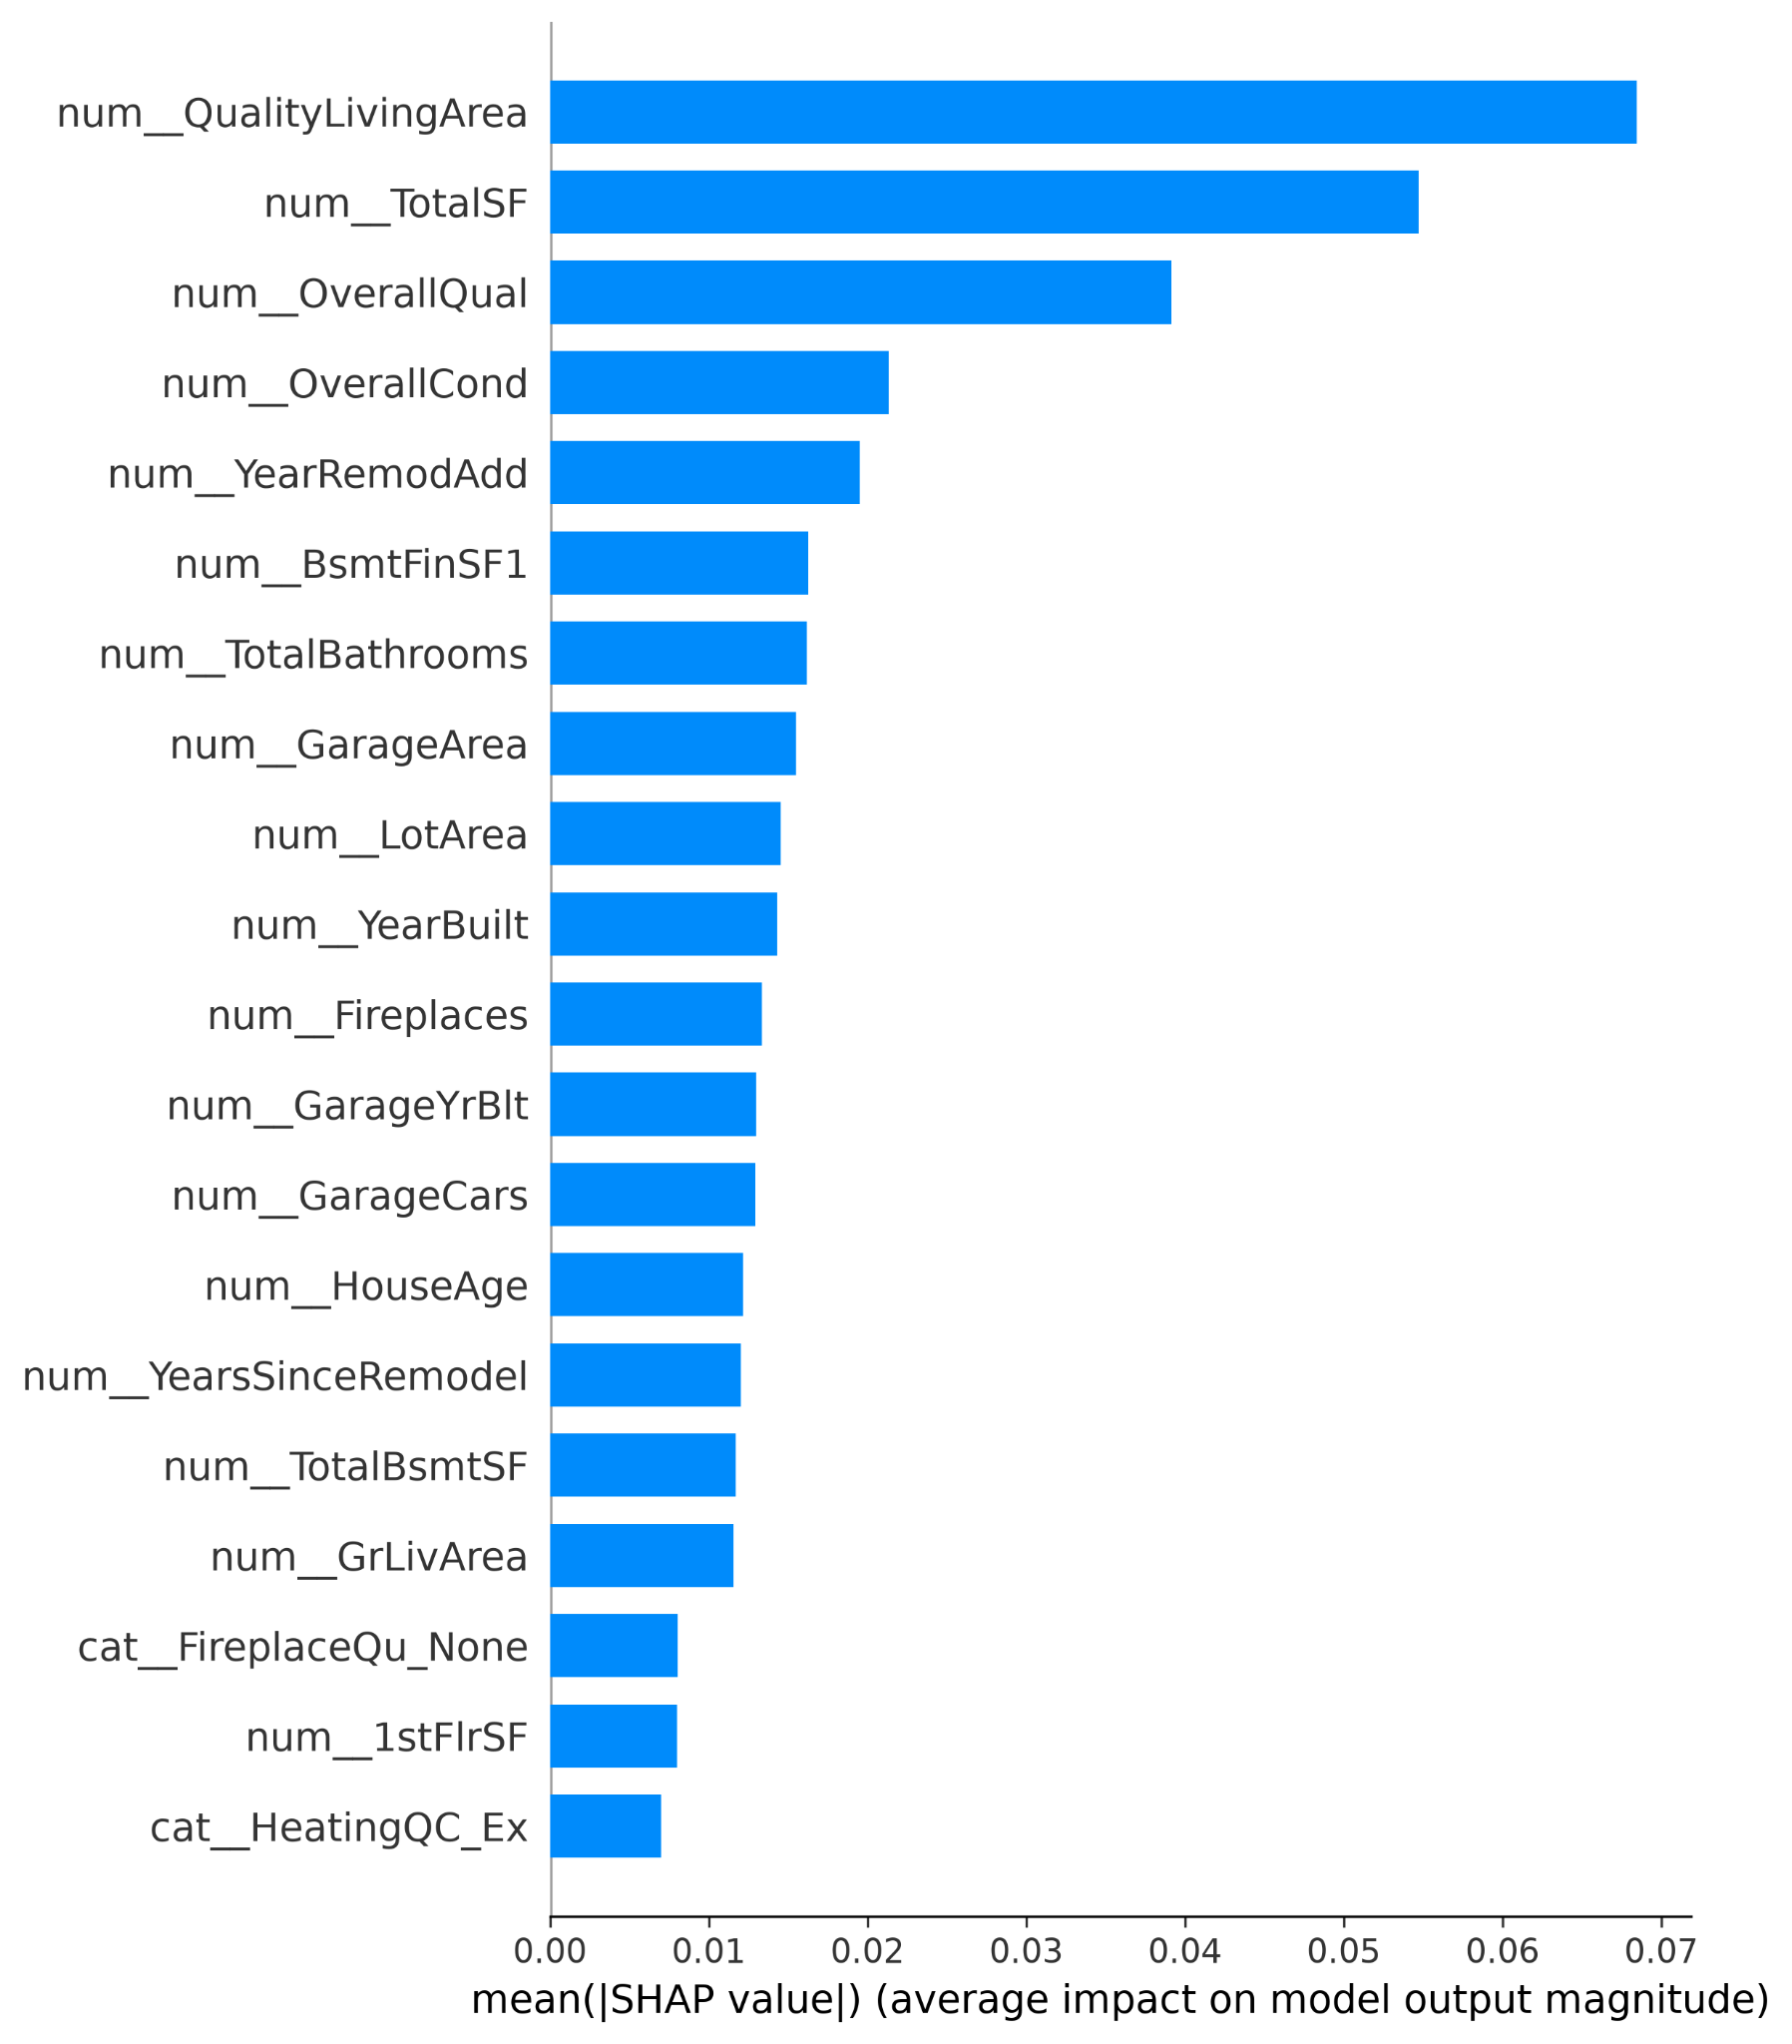 num__QualityLivingArea
num__TotalSF
num__OverallQual
num__OverallCond
num__YearRemodAdd
num__BsmtFinSF1
num__TotalBathrooms
num__GarageArea
num__LotArea
num__YearBuilt
num__Fireplaces
num__GarageYrBlt
num__GarageCars
num__HouseAge
num__YearsSinceRemodel
num__TotalBsmtSF
num__GrLivArea
cat__FireplaceQu_None
num__1stFlrSF
cat__HeatingQC_Ex
0.00 0.01 0.02 0.03 0.04 0.05 0.06 0.07
mean(|SHAP value|) (average impact on model output magnitude)